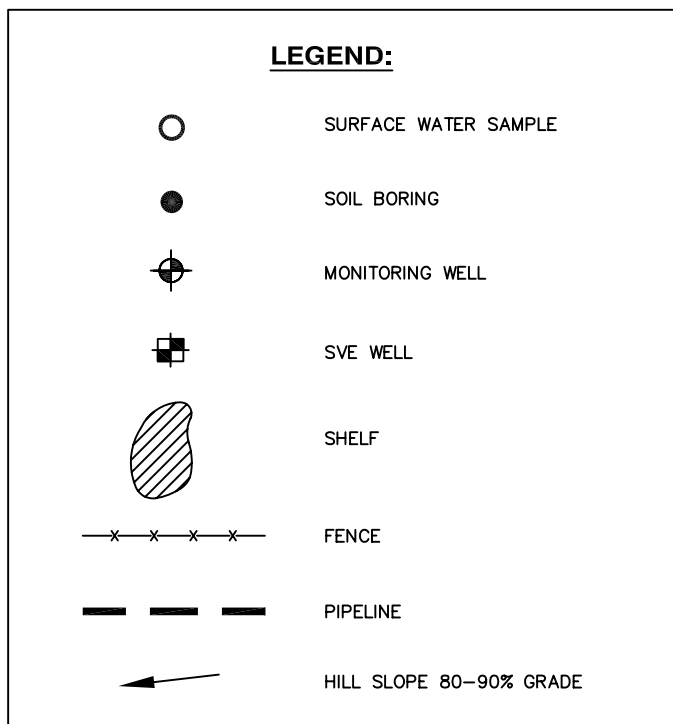 LEGEND:
SURFACE WATER SAMPLE
SOIL BORING
MONITORING WELL
SVE WELL
SHELF
FENCE
PIPELINE
HILL SLOPE 80-90% GRADE